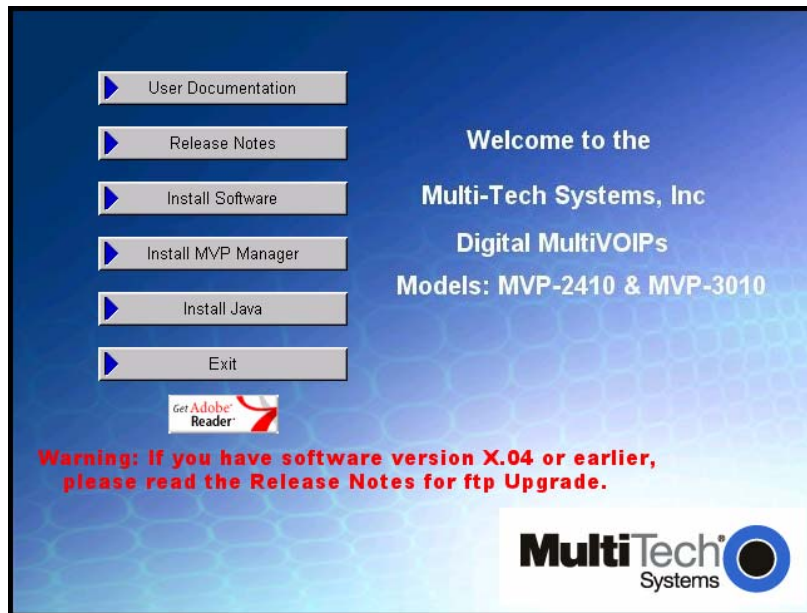 User Documentation
Release Notes
Install Software
Install MVP Manager
Install Java
Exit
Get Adobe®
Reader®
Welcome to the
Multi-Tech Systems, Inc
Digital MultiVOIPs
Models: MVP-2410 & MVP-3010
Warning: If you have software version X.04 or earlier,
please read the Release Notes for ftp Upgrade.
MultiTech®
Systems